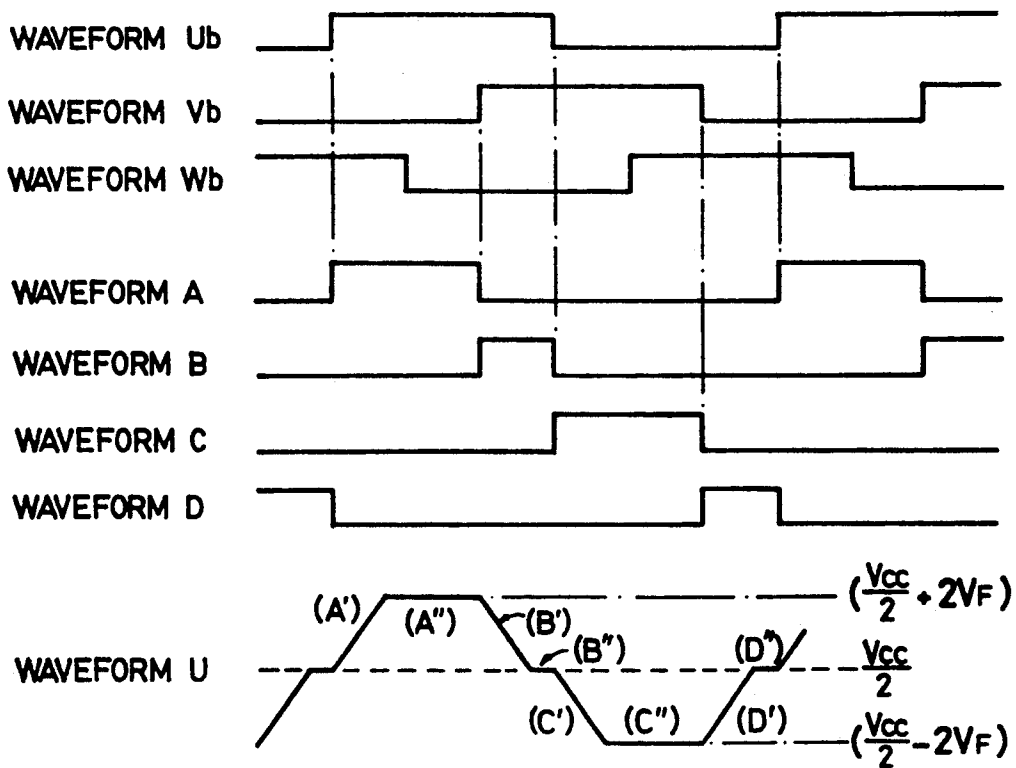 WAVEFORM Ub
WAVEFORM Vb
WAVEFORM Wb
WAVEFORM A
WAVEFORM B
WAVEFORM C
WAVEFORM D
WAVEFORM U
(A') (A'') (B') (B'') (C') (C'') (D') (D'')
(Vcc/2 + 2VF)
Vcc/2
(Vcc/2 - 2VF)